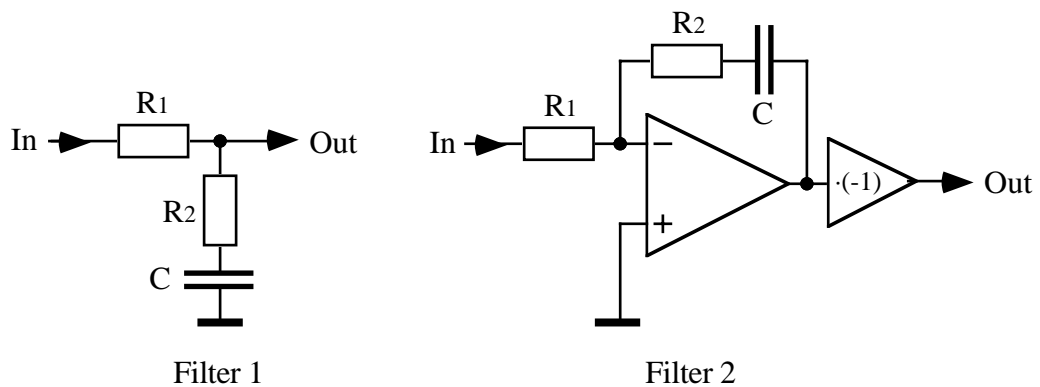 R1
In
Out
R2
C
Filter 1
R2
C
R1
In
−
+
·(-1)
Out
Filter 2